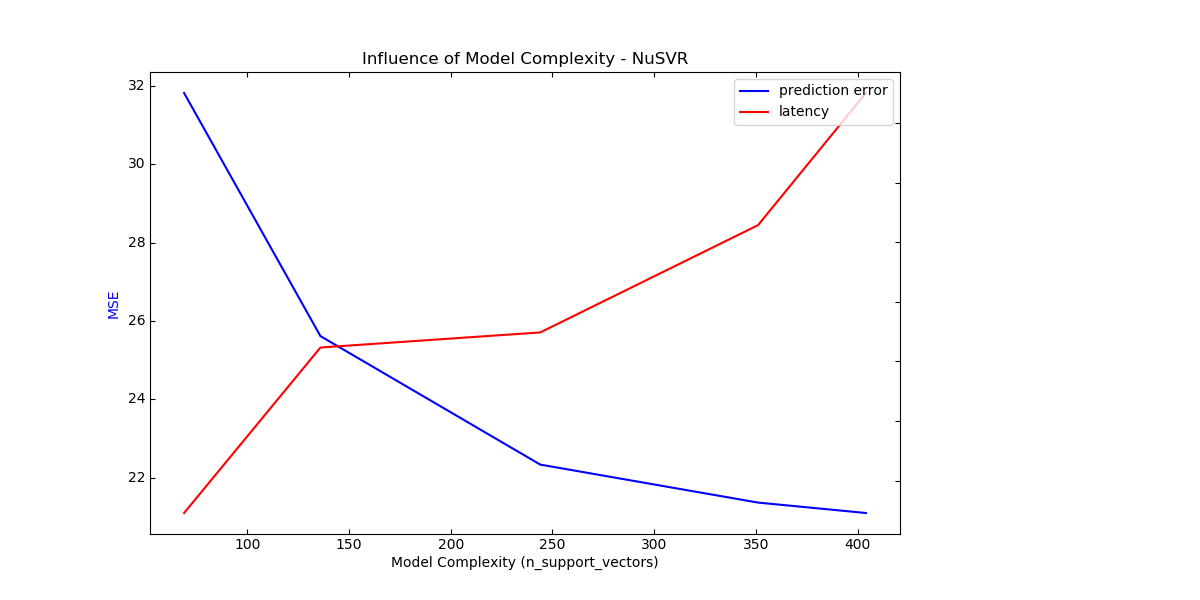 Influence of Model Complexity - NuSVR
prediction error
latency
32
30
28
26
24
22
MSE
100 150 200 250 300 350 400
Model Complexity (n_support_vectors)